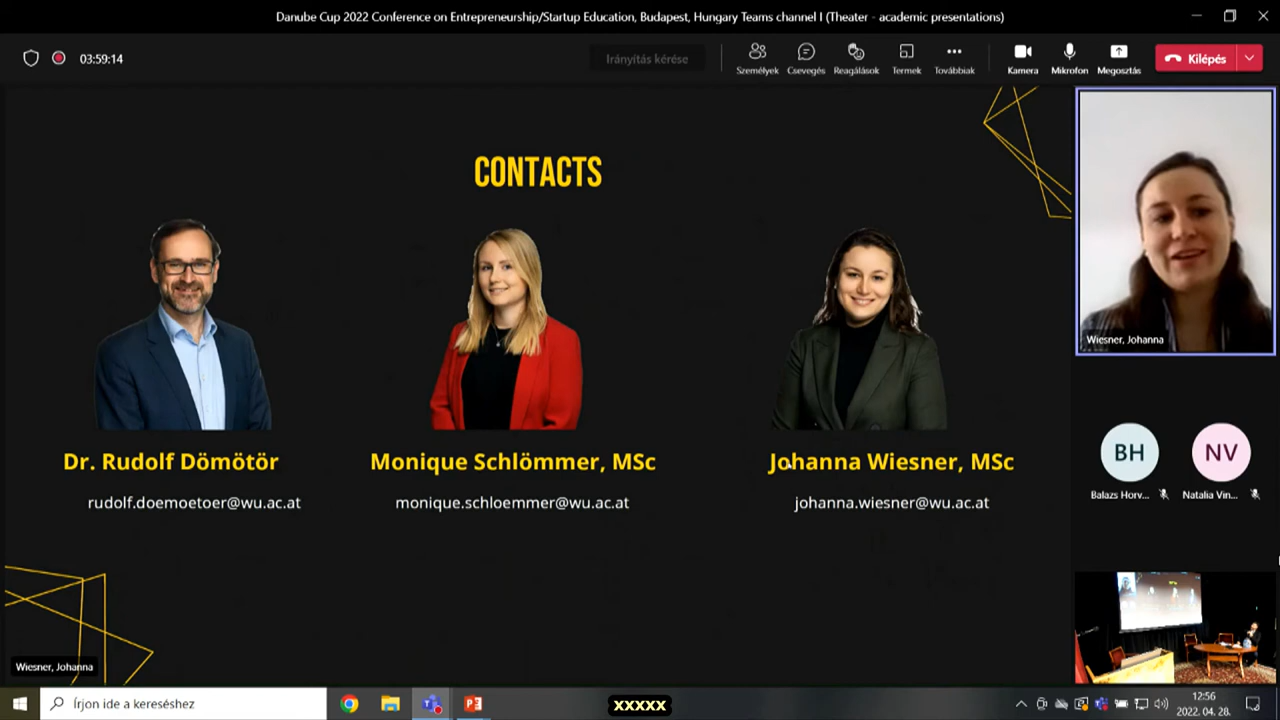 Danube Cup 2022 Conference on Entrepreneurship/Startup Education, Budapest, Hungary Teams channel I (Theater - academic presentations)
03:59:14
Irányítás kérése
Személyek
Csevegés
Reagálások
Termek
Továbbiak
Kamera
Mikrofon
Megosztás
Kilépés
CONTACTS
Dr. Rudolf Dömötör
rudolf.doemoetoer@wu.ac.at
Monique Schlömmer, MSc
monique.schloemmer@wu.ac.at
Johanna Wiesner, MSc
johanna.wiesner@wu.ac.at
Wiesner, Johanna
BH
Balazs Horv...
NV
Natalia Vin...
Wiesner, Johanna
Írjon ide a kereséshez
xxxxx
12:56
2022. 04. 28.